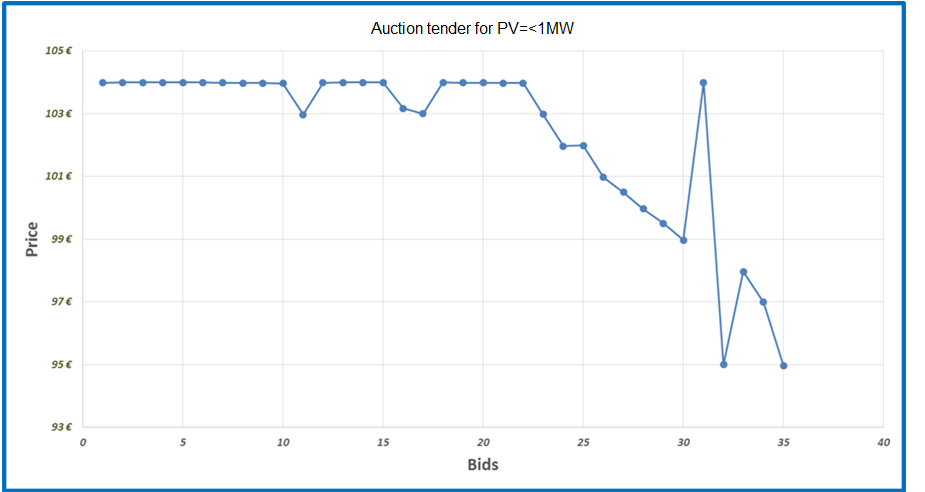 Auction tender for PV=<1MW
105 €
103 €
101 €
99 €
97 €
95 €
93 €
Price
0 5 10 15 20 25 30 35 40
Bids